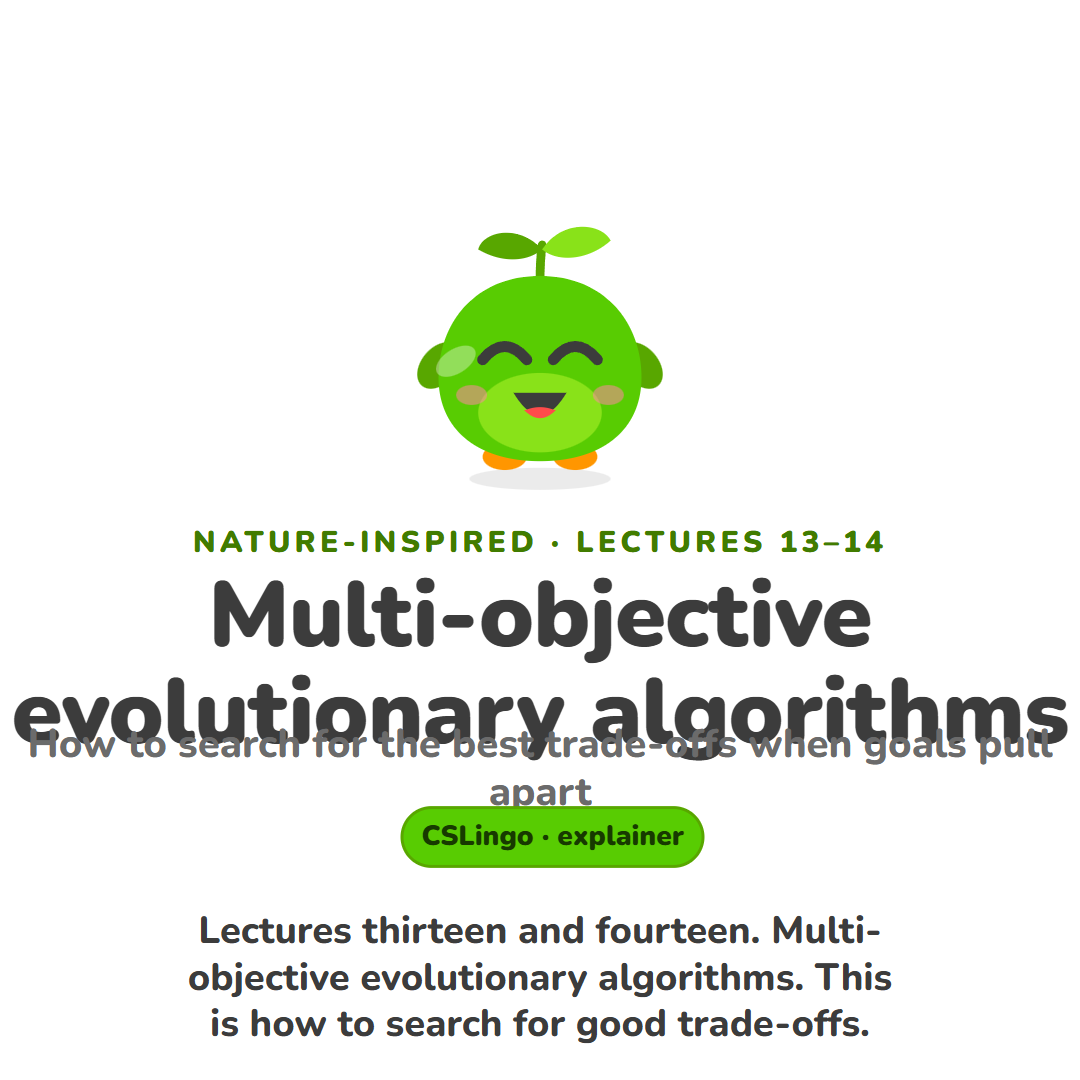 NATURE-INSPIRED · LECTURES 13–14
Multi-objective
evolutionary algorithms
How to search for the best trade-offs when goals pull
apart
CSLingo · explainer
Lectures thirteen and fourteen. Multi-
objective evolutionary algorithms. This
is how to search for good trade-offs.